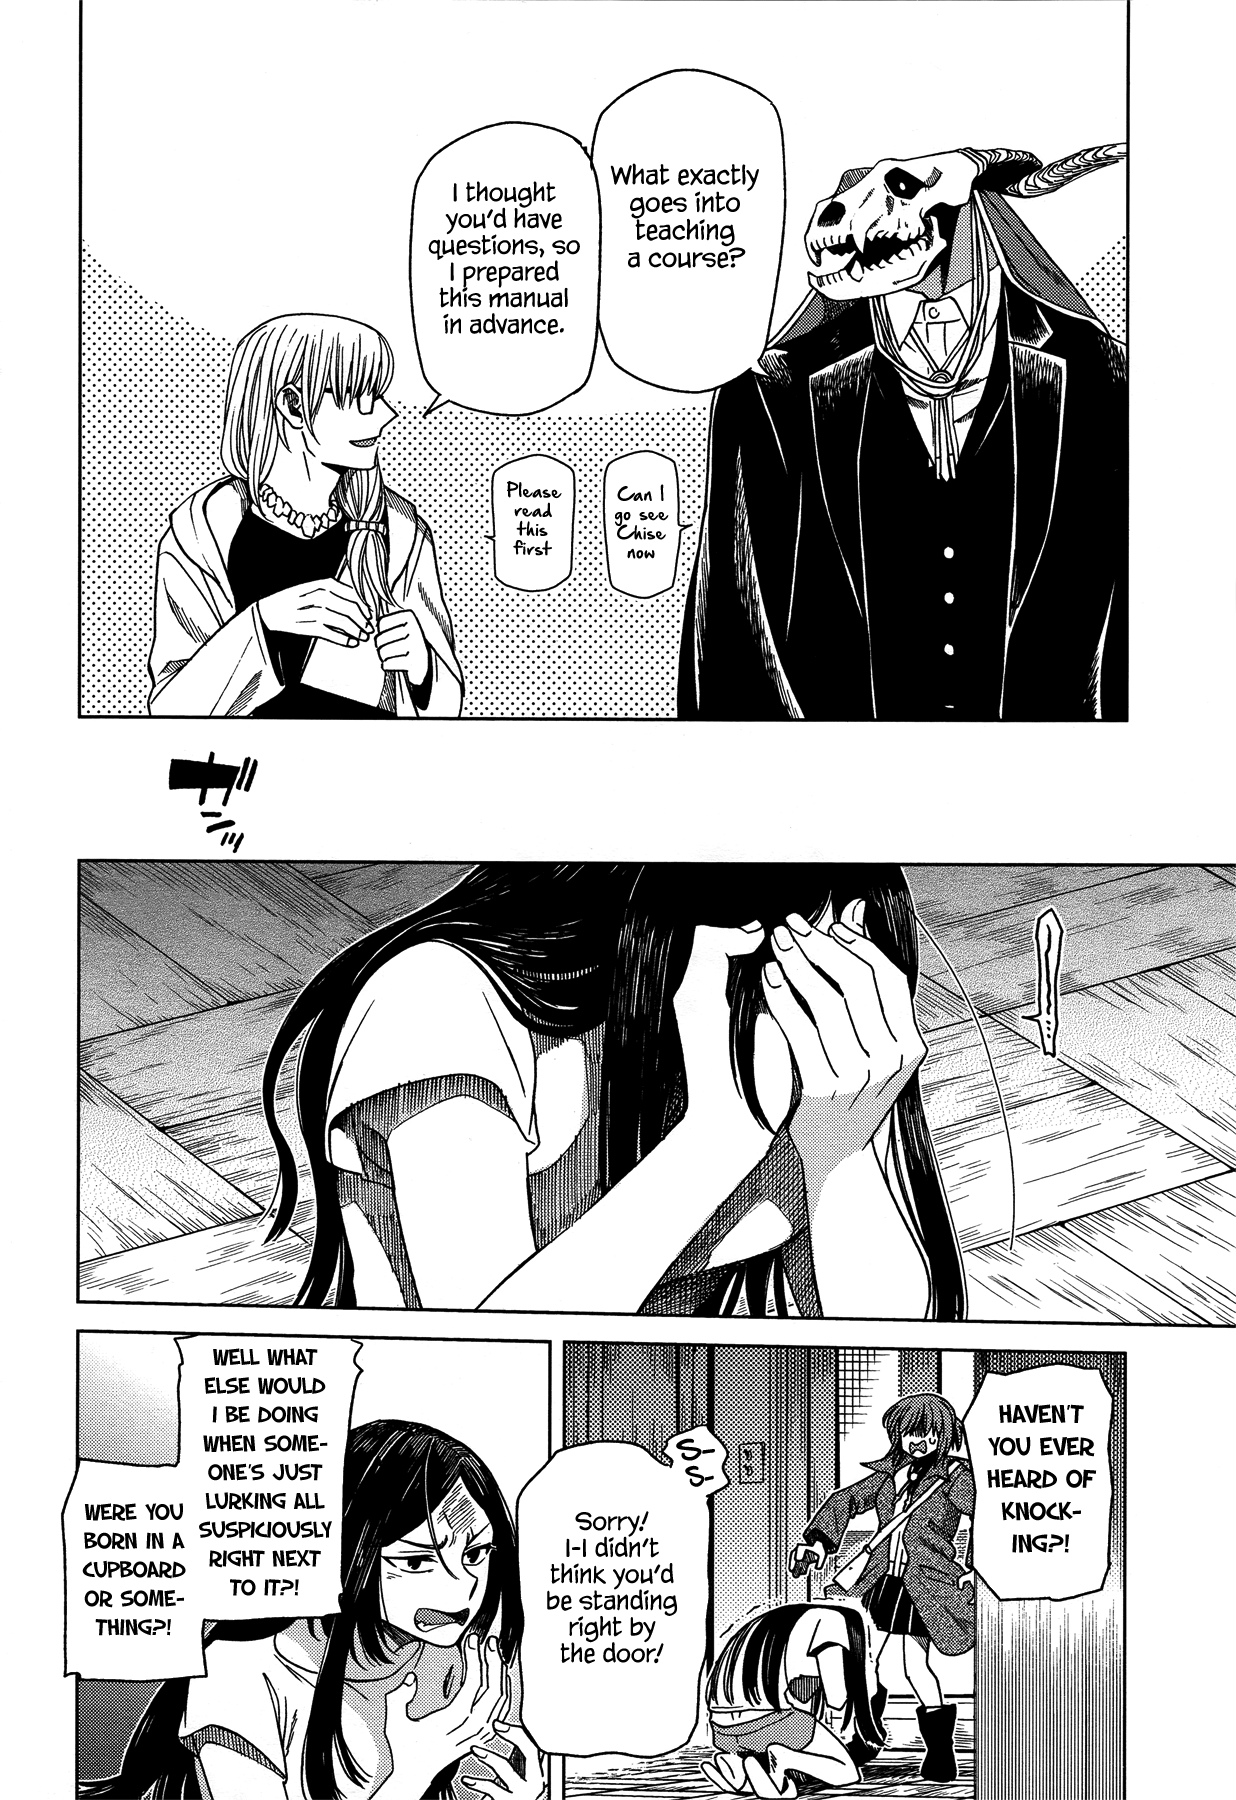 What exactly
goes into
teaching
a course?
I thought
you'd have
questions, so
I prepared
this manual
in advance.
Can I
go see
Chise
now
Please
read
this
first
HAVEN'T
YOU EVER
HEARD OF
KNOCK-
ING?!
S-
S-
Sorry!
I-I didn't
think you'd
be standing
right by
the door!
WELL WHAT
ELSE WOULD
I BE DOING
WHEN SOME-
ONE'S JUST
LURKING ALL
SUSPICIOUSLY
RIGHT NEXT
TO IT?!
WERE YOU
BORN IN A
CUPBOARD
OR SOME-
THING?!